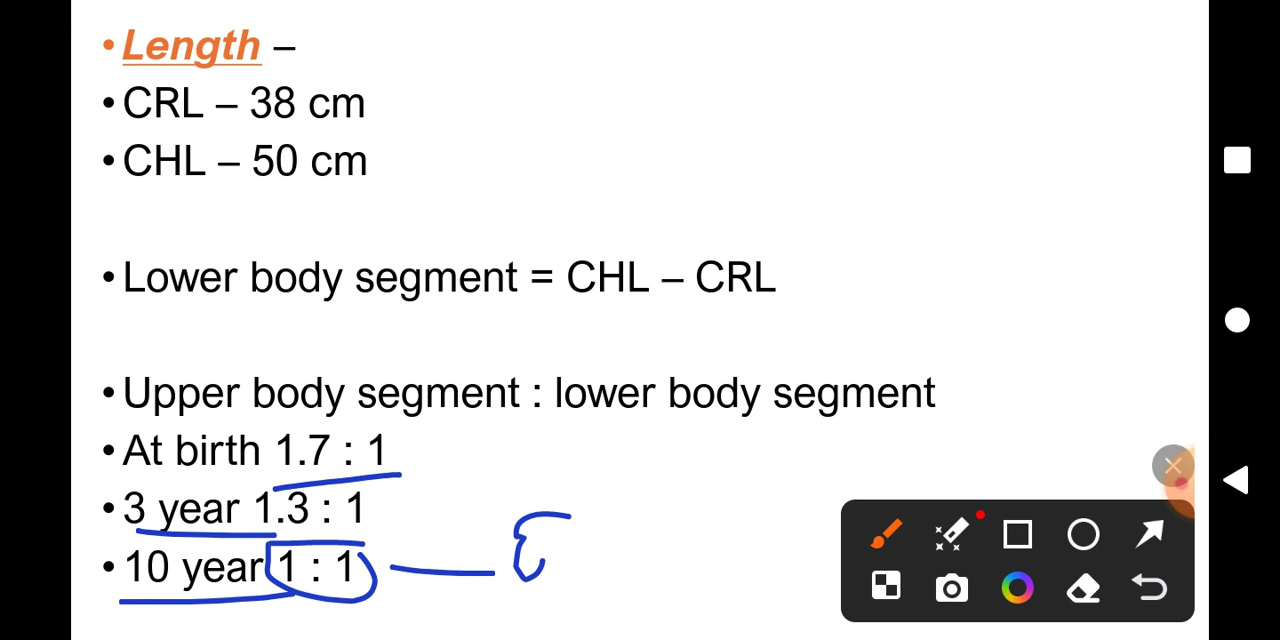 • Length –
• CRL – 38 cm
• CHL – 50 cm
• Lower body segment = CHL – CRL
• Upper body segment : lower body segment
• At birth 1.7 : 1
• 3 year 1.3 : 1
• 10 year 1 : 1